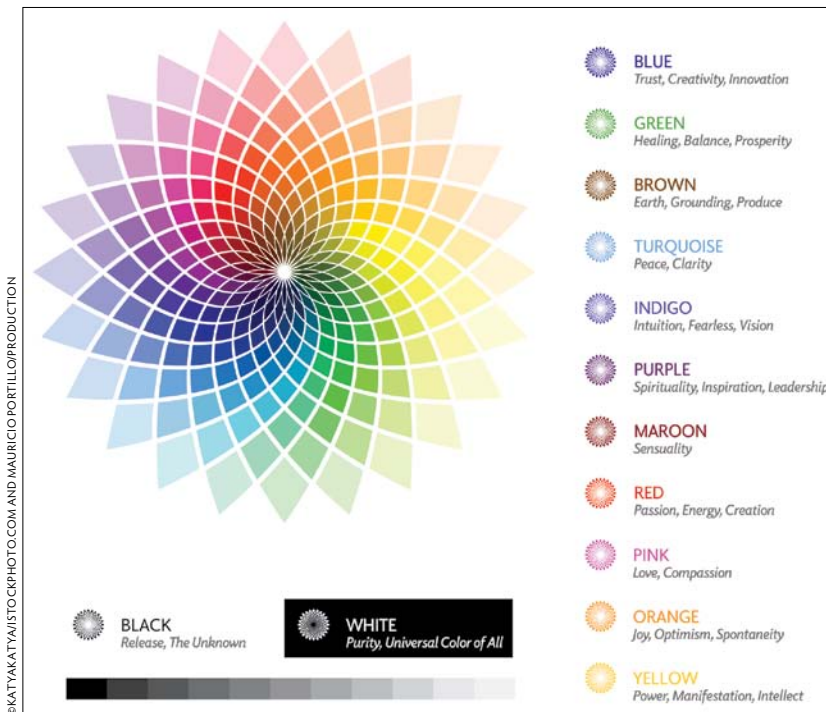 BLUE
Trust, Creativity, Innovation
GREEN
Healing, Balance, Prosperity
BROWN
Earth, Grounding, Produce
TURQUOISE
Peace, Clarity
INDIGO
Intuition, Fearless, Vision
PURPLE
Spirituality, Inspiration, Leadership
MAROON
Sensuality
RED
Passion, Energy, Creation
PINK
Love, Compassion
ORANGE
Joy, Optimism, Spontaneity
YELLOW
Power, Manifestation, Intellect
BLACK
Release, The Unknown
WHITE
Purity, Universal Color of All
©KATYAKATYA/ISTOCKPHOTO.COM AND MAURICIO PORTILLO/PRODUCTION